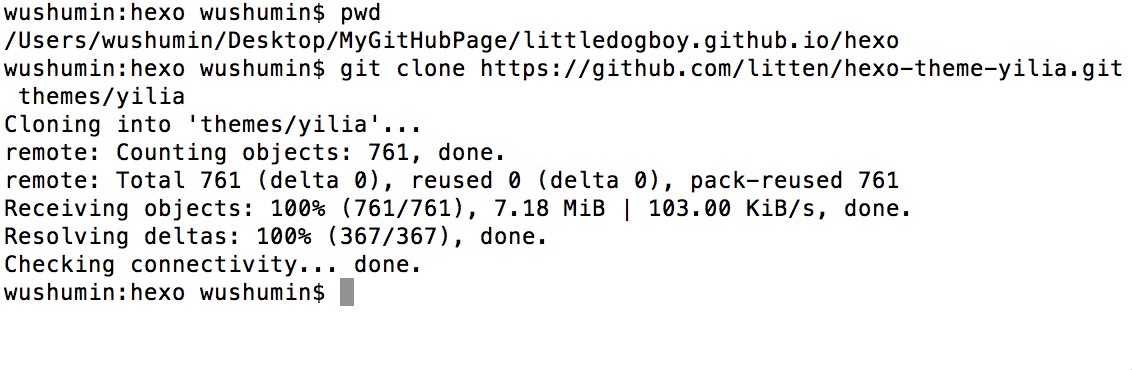 wushumin:hexo wushumin$ pwd
/Users/wushumin/Desktop/MyGitHubPage/littledogboy.github.io/hexo
wushumin:hexo wushumin$ git clone https://github.com/litten/hexo-theme-yilia.git
 themes/yilia
Cloning into 'themes/yilia'...
remote: Counting objects: 761, done.
remote: Total 761 (delta 0), reused 0 (delta 0), pack-reused 761
Receiving objects: 100% (761/761), 7.18 MiB | 103.00 KiB/s, done.
Resolving deltas: 100% (367/367), done.
Checking connectivity... done.
wushumin:hexo wushumin$